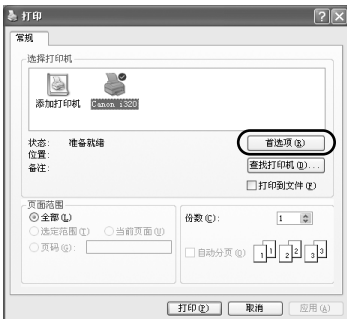 打印
常规
选择打印机
添加打印机
Canon i320
状态: 准备就绪
首选项(R)
位置:
查找打印机(D)...
备注:
打印到文件(F)
页面范围
全部(L)
选定范围(T) 当前页面(U)
页码(G):
份数(C): 1
自动分页(O)
1 1 2 2 3 3
打印(P) 取消 应用(A)